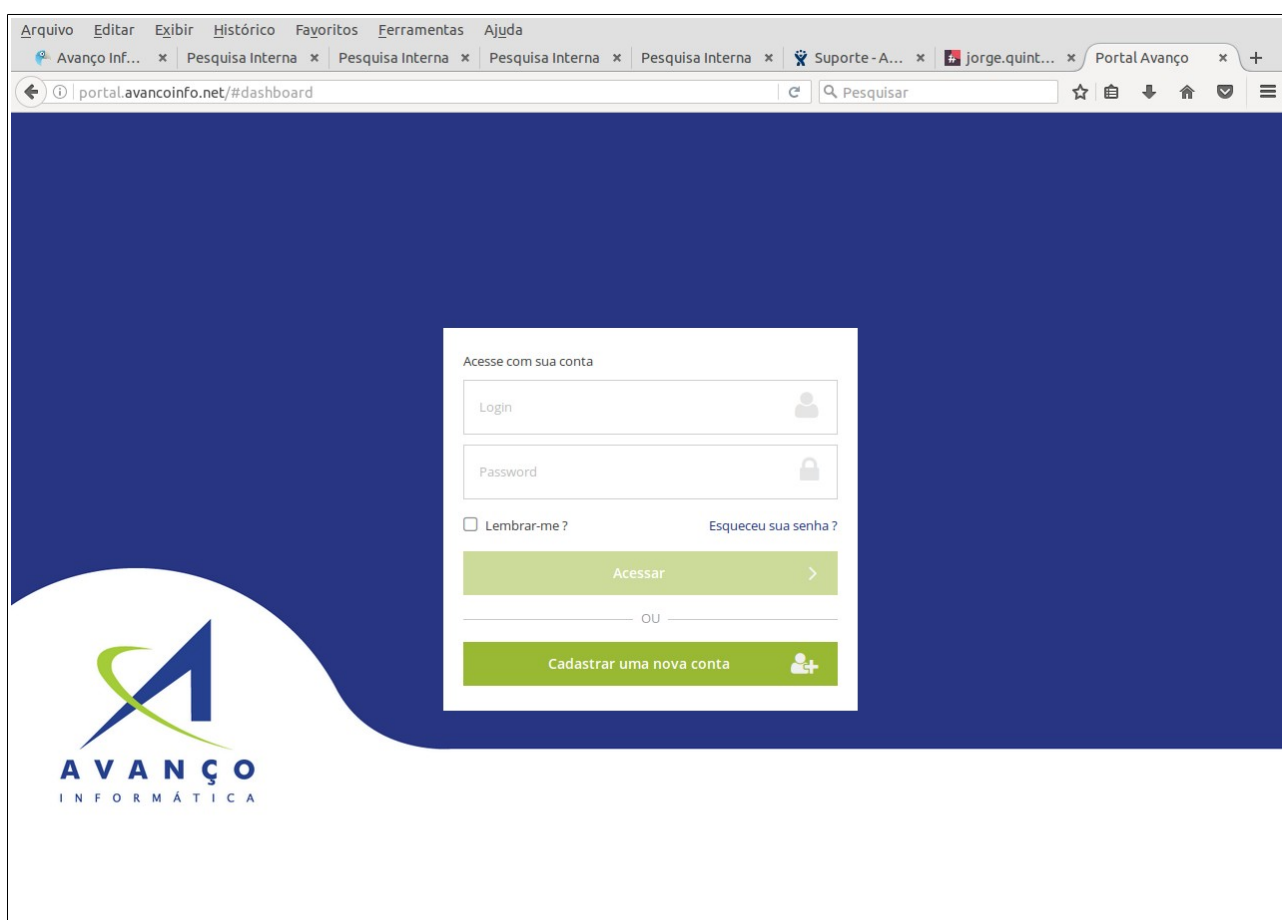 Arquivo Editar Exibir Histórico Favoritos Ferramentas Ajuda
Avanço Inf... Pesquisa Interna Pesquisa Interna Pesquisa Interna Pesquisa Interna Suporte - A... jorge.quint... Portal Avanço
portal.avancoinfo.net/#dashboard Pesquisar
Acesse com sua conta
Login
Password
Lembrar-me ? Esqueceu sua senha ?
Acessar
OU
Cadastrar uma nova conta
AVANÇO
INFORMÁTICA